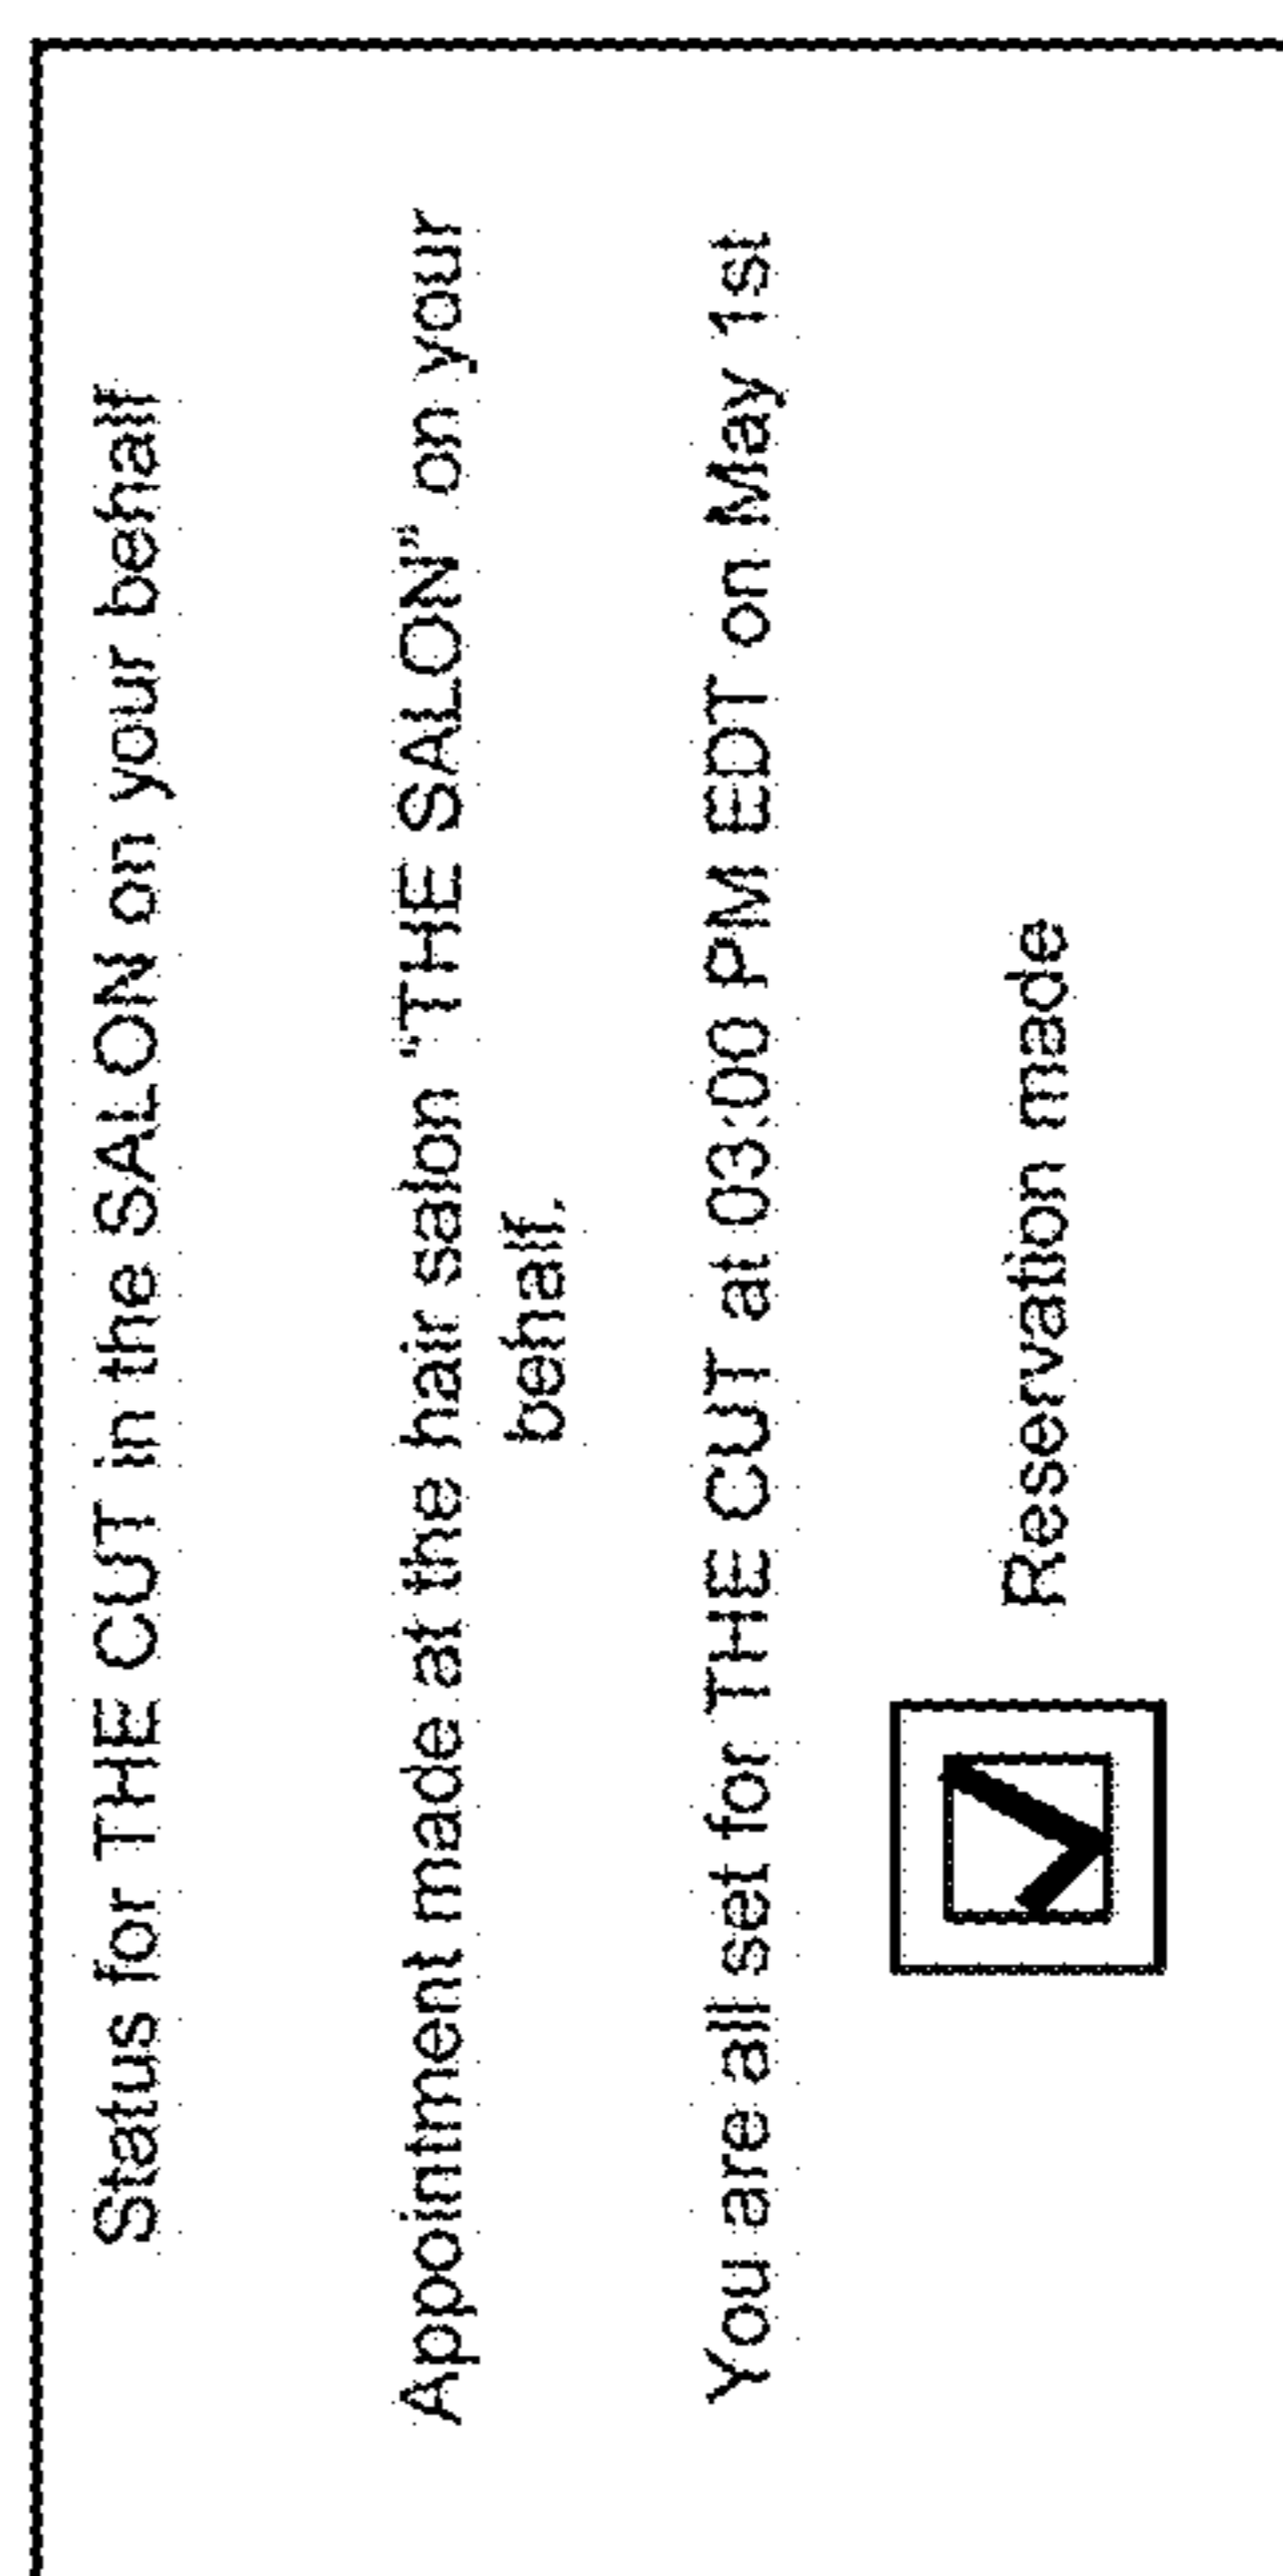 Status for THE CUT in the SALON on your behalf
Appointment made at the hair salon "THE SALON" on your
behalf.
You are all set for THE CUT at 03:00 PM EDT on May 1st
Reservation made